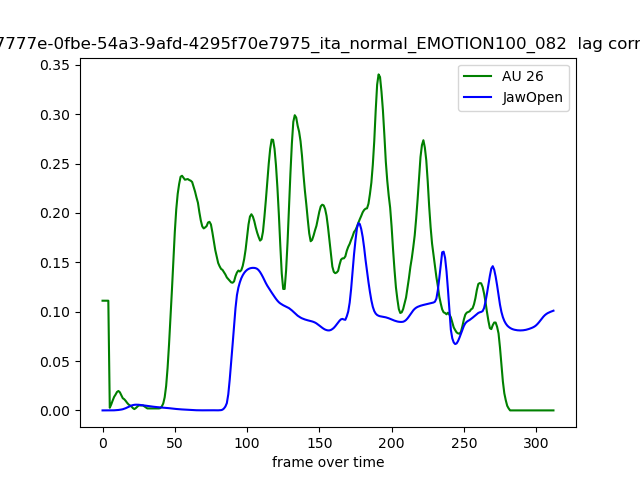 7777e-0fbe-54a3-9afd-4295f70e7975_ita_normal_EMOTION100_082 lag corr
0.35
0.30
0.25
0.20
0.15
0.10
0.05
0.00
AU 26
JawOpen
0 50 100 150 200 250 300
frame over time